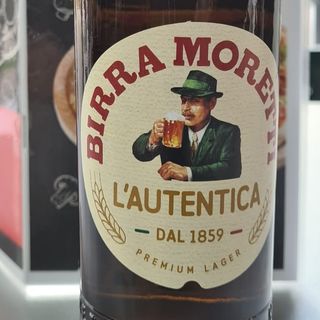 BIRRA MORETTI
L'AUTENTICA
DAL 1859
PREMIUM LAGER